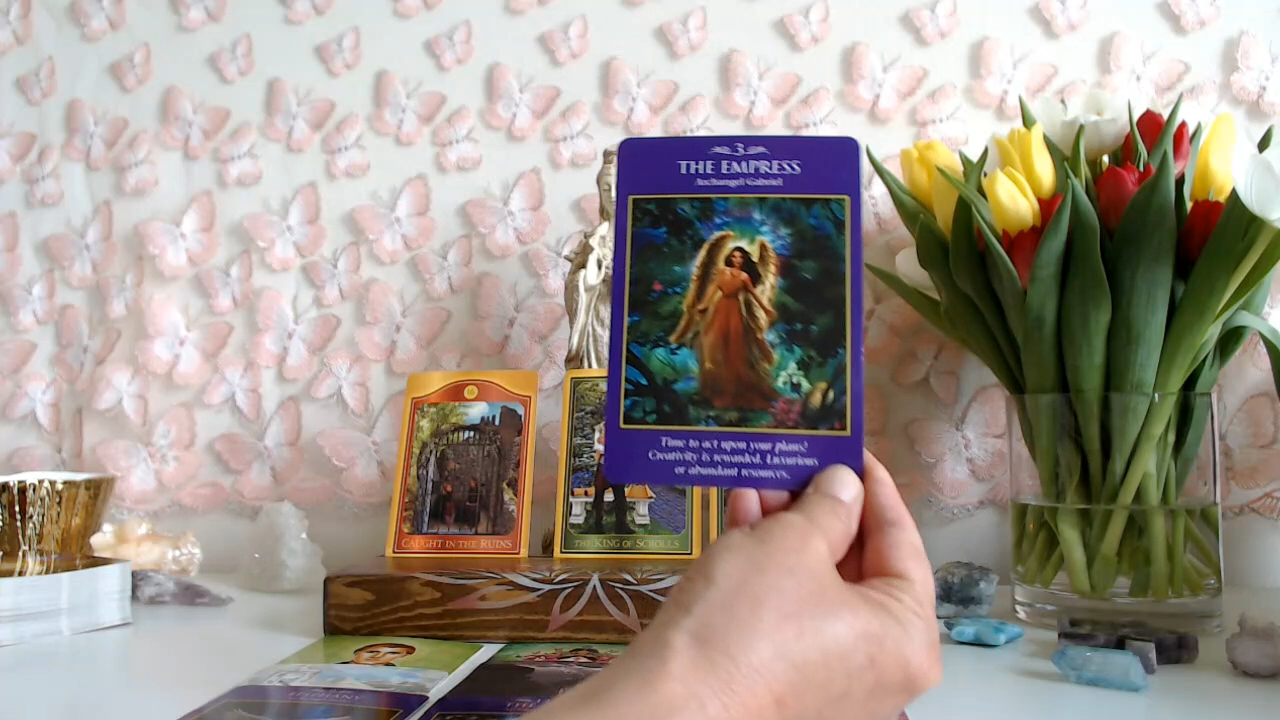 3
THE EMPRESS
Archangel Gabriel
Time to act upon your plans!
Creativity is rewarded. Luxurious
or abundant resources.
CAUGHT IN THE RUINS
THE KING OF SCROLLS
EPIPHANY